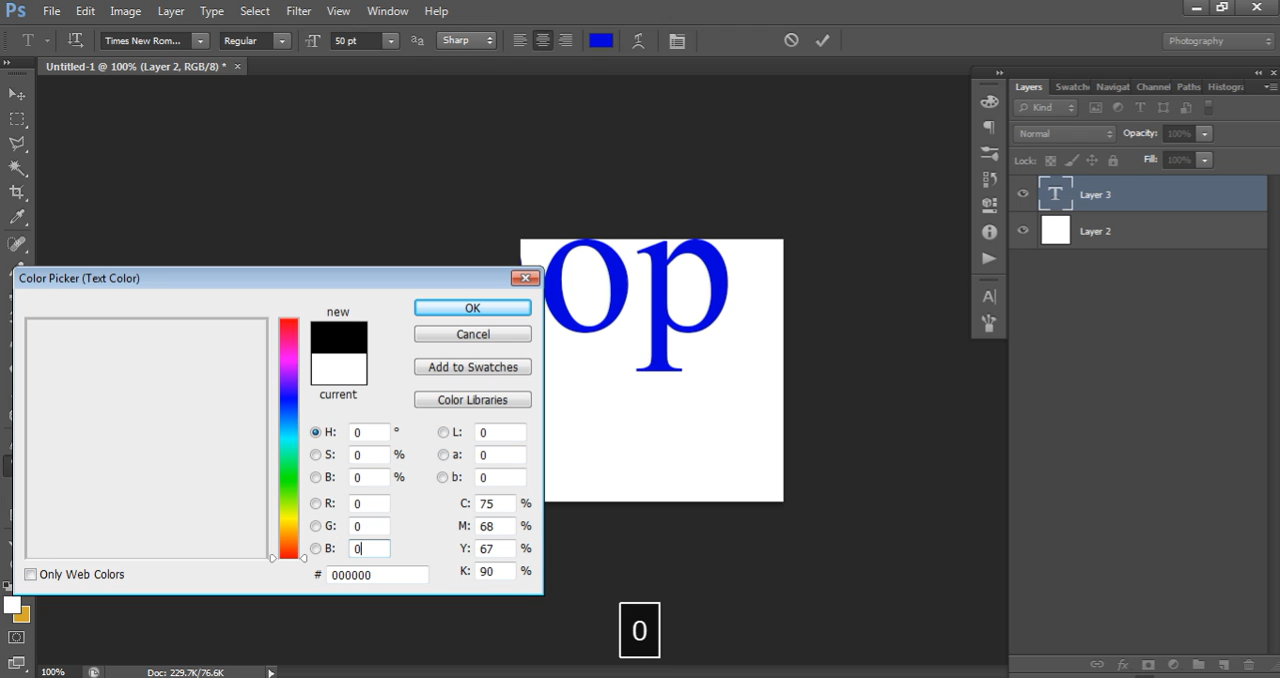 Ps File Edit Image Layer Type Select Filter View Window Help
T Times New Rom... Regular 50 pt aa Sharp Photography
Untitled-1 @ 100% (Layer 2, RGB/8) * ×
Layers Swatch Navigat Channel Paths Histogra
Kind
Normal Opacity: 100%
Lock: Fill: 100%
T Layer 3
Layer 2
op
Color Picker (Text Color)
new
current
OK
Cancel
Add to Swatches
Color Libraries
H: 0 ° L: 0
S: 0 % a: 0
B: 0 % b: 0
R: 0 C: 75 %
G: 0 M: 68 %
B: 0 Y: 67 %
K: 90 %
Only Web Colors # 000000
0
100% Doc: 229.7K/76.6K